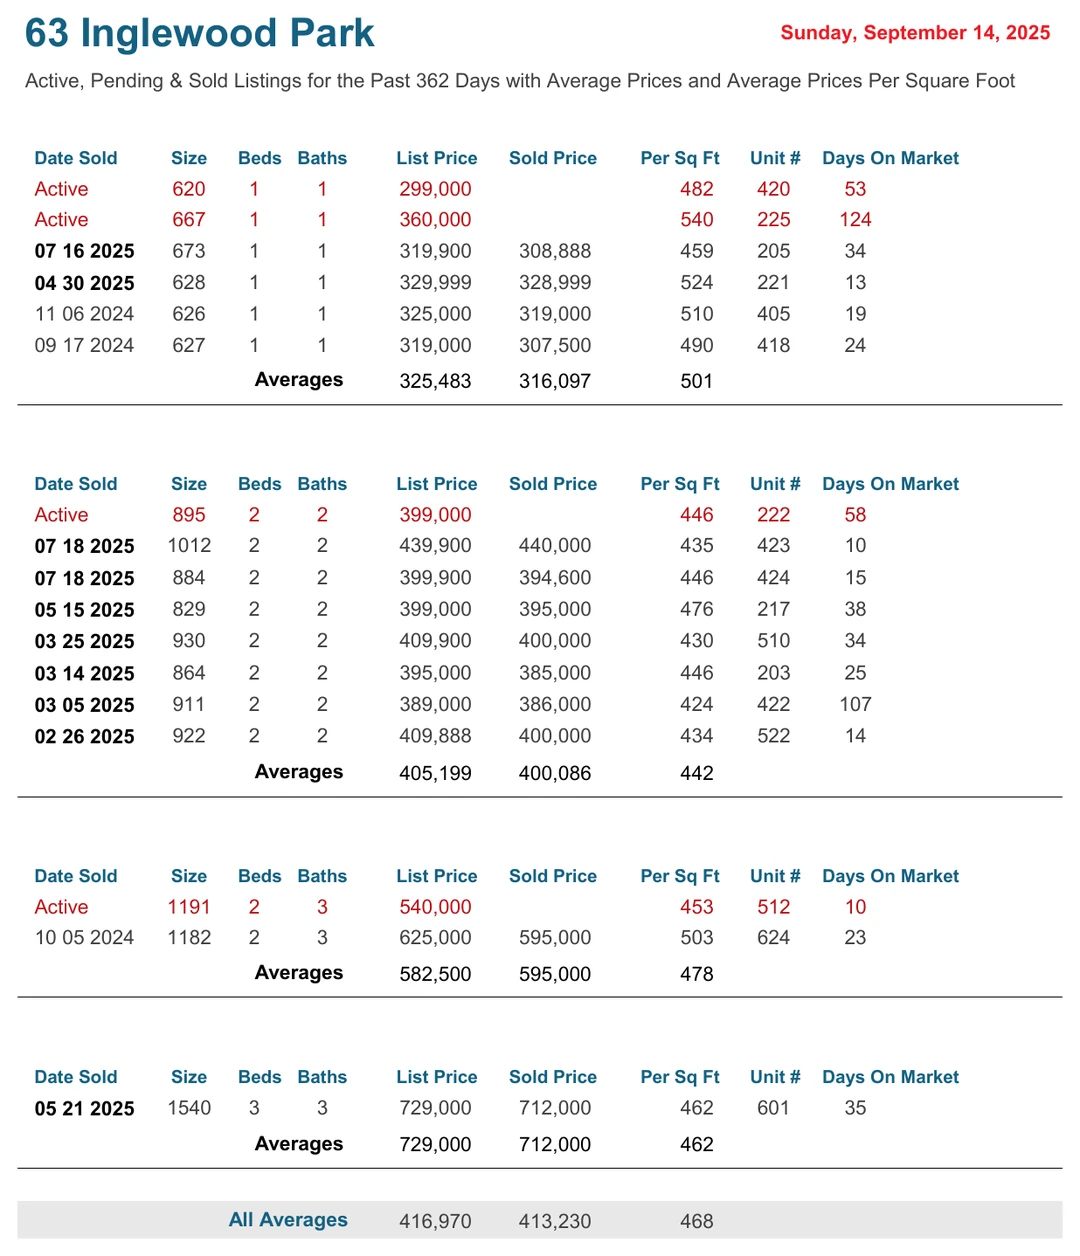 63 Inglewood Park
Sunday, September 14, 2025
Active, Pending & Sold Listings for the Past 362 Days with Average Prices and Average Prices Per Square Foot
Date Sold Size Beds Baths List Price Sold Price Per Sq Ft Unit # Days On Market
Active 620 1 1 299,000 482 420 53
Active 667 1 1 360,000 540 225 124
07 16 2025 673 1 1 319,900 308,888 459 205 34
04 30 2025 628 1 1 329,999 328,999 524 221 13
11 06 2024 626 1 1 325,000 319,000 510 405 19
09 17 2024 627 1 1 319,000 307,500 490 418 24
Averages 325,483 316,097 501
Date Sold Size Beds Baths List Price Sold Price Per Sq Ft Unit # Days On Market
Active 895 2 2 399,000 446 222 58
07 18 2025 1012 2 2 439,900 440,000 435 423 10
07 18 2025 884 2 2 399,900 394,600 446 424 15
05 15 2025 829 2 2 399,000 395,000 476 217 38
03 25 2025 930 2 2 409,900 400,000 430 510 34
03 14 2025 864 2 2 395,000 385,000 446 203 25
03 05 2025 911 2 2 389,000 386,000 424 422 107
02 26 2025 922 2 2 409,888 400,000 434 522 14
Averages 405,199 400,086 442
Date Sold Size Beds Baths List Price Sold Price Per Sq Ft Unit # Days On Market
Active 1191 2 3 540,000 453 512 10
10 05 2024 1182 2 3 625,000 595,000 503 624 23
Averages 582,500 595,000 478
Date Sold Size Beds Baths List Price Sold Price Per Sq Ft Unit # Days On Market
05 21 2025 1540 3 3 729,000 712,000 462 601 35
Averages 729,000 712,000 462
All Averages 416,970 413,230 468